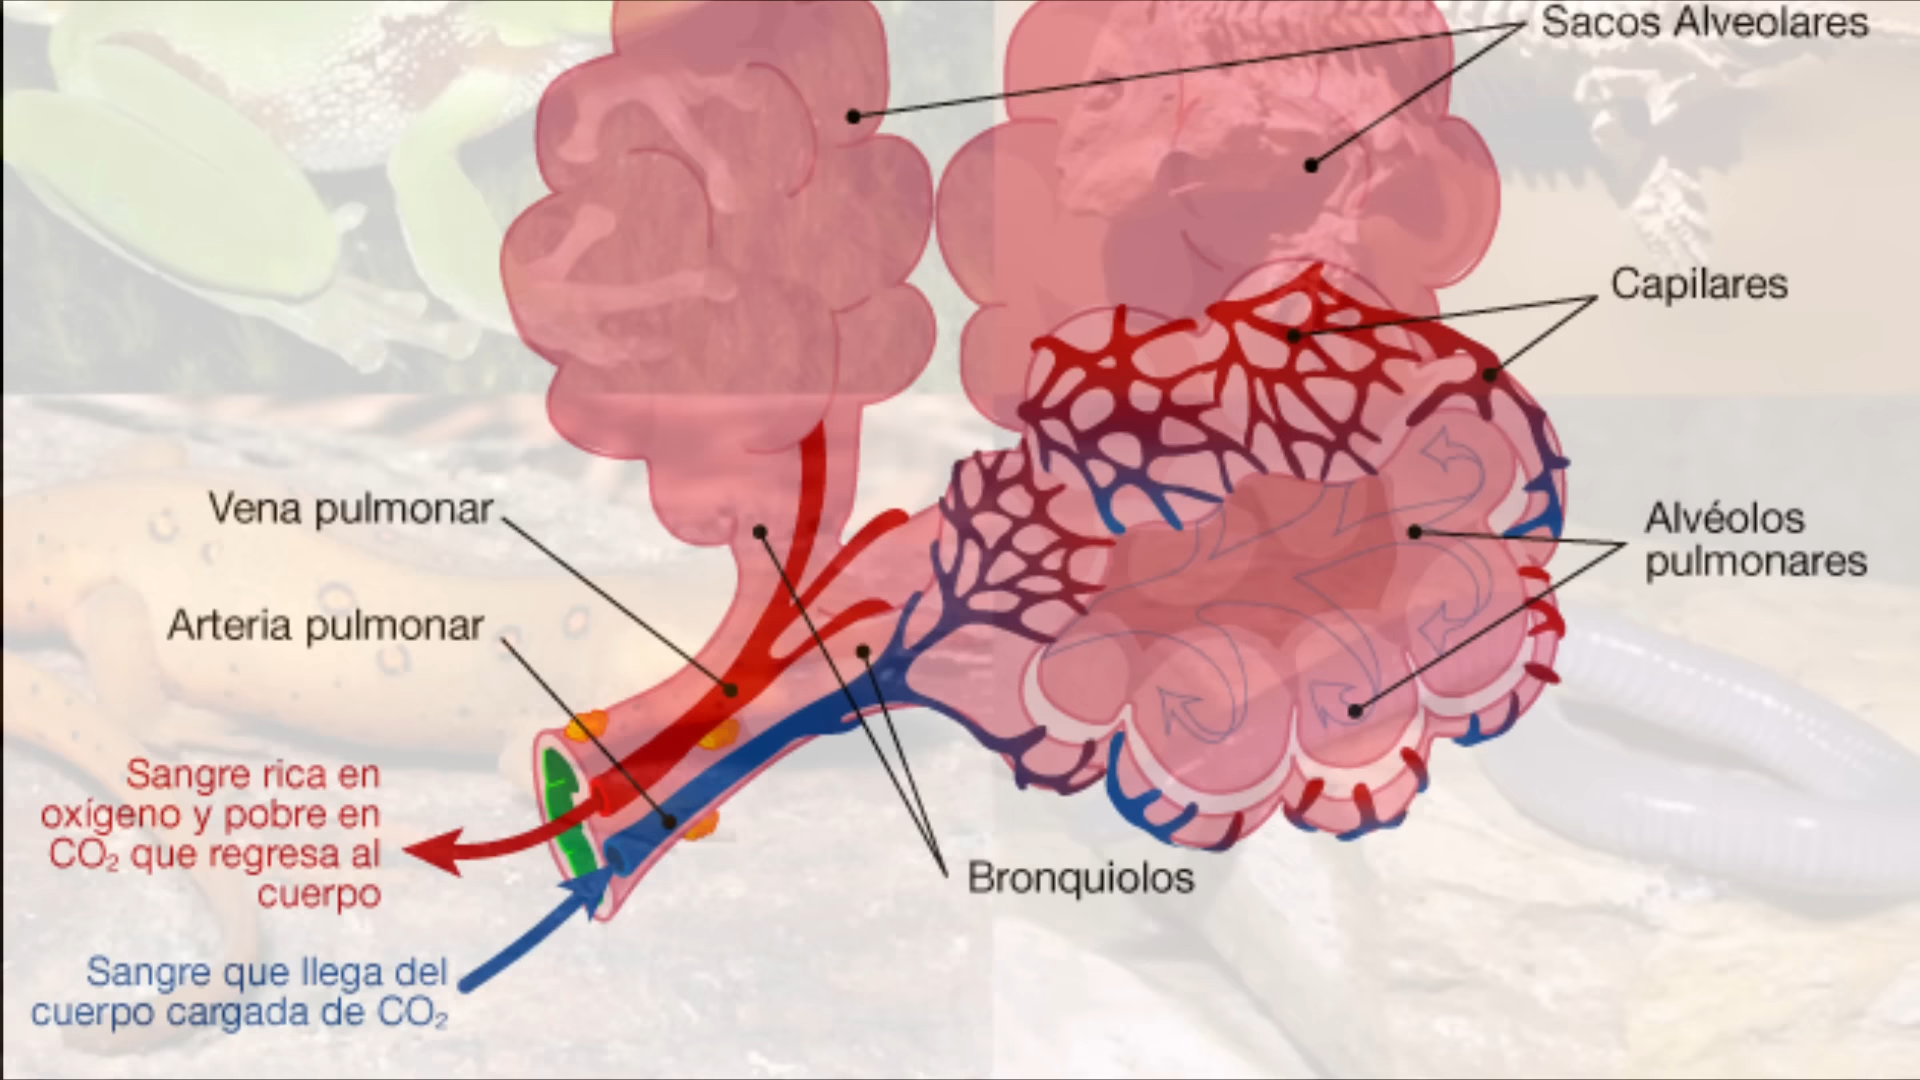 Sacos Alveolares
Capilares
Vena pulmonar
Alvéolos
pulmonares
Arteria pulmonar
Sangre rica en
oxígeno y pobre en
CO₂ que regresa al
cuerpo
Bronquiolos
Sangre que llega del
cuerpo cargada de CO₂